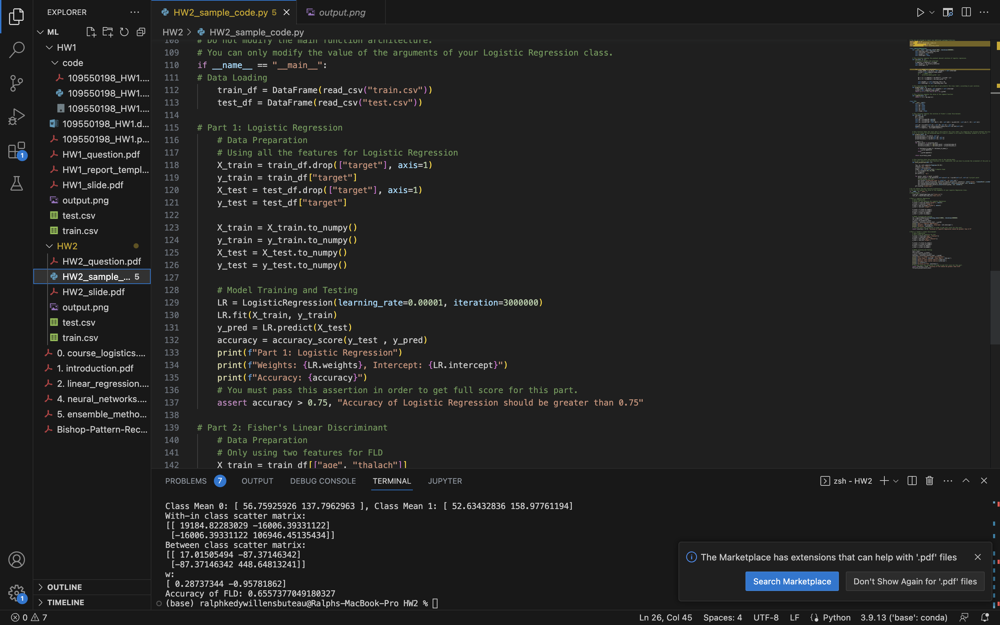 EXPLORER
ML
HW1
code
109550198_HW1....
109550198_HW1....
109550198_HW1....
109550198_HW1.d...
109550198_HW1.p...
HW1_question.pdf
HW1_report_templ...
HW1_slide.pdf
output.png
test.csv
train.csv
HW2
HW2_question.pdf
HW2_sample_... 5
HW2_slide.pdf
output.png
test.csv
train.csv
0. course_logistics....
1. introduction.pdf
2. linear_regression....
4. neural_networks....
5. ensemble_metho...
Bishop-Pattern-Rec...
OUTLINE
TIMELINE
1
1
HW2_sample_code.py 5
output.png
HW2 > HW2_sample_code.py
108 # Do not modify the main function architecture.
109 # You can only modify the value of the arguments of your Logistic Regression class.
110 if __name__ == "__main__":
111 # Data Loading
112     train_df = DataFrame(read_csv("train.csv"))
113     test_df = DataFrame(read_csv("test.csv"))
114
115 # Part 1: Logistic Regression
116     # Data Preparation
117     # Using all the features for Logistic Regression
118     X_train = train_df.drop(["target"], axis=1)
119     y_train = train_df["target"]
120     X_test = test_df.drop(["target"], axis=1)
121     y_test = test_df["target"]
122
123     X_train = X_train.to_numpy()
124     y_train = y_train.to_numpy()
125     X_test = X_test.to_numpy()
126     y_test = y_test.to_numpy()
127
128     # Model Training and Testing
129     LR = LogisticRegression(learning_rate=0.00001, iteration=3000000)
130     LR.fit(X_train, y_train)
131     y_pred = LR.predict(X_test)
132     accuracy = accuracy_score(y_test , y_pred)
133     print(f"Part 1: Logistic Regression")
134     print(f"Weights: {LR.weights}, Intercept: {LR.intercept}")
135     print(f"Accuracy: {accuracy}")
136     # You must pass this assertion in order to get full score for this part.
137     assert accuracy > 0.75, "Accuracy of Logistic Regression should be greater than 0.75"
138
139 # Part 2: Fisher's Linear Discriminant
140     # Data Preparation
141     # Only using two features for FLD
142     X_train = train_df[["age", "thalach"]]
PROBLEMS 7 OUTPUT DEBUG CONSOLE TERMINAL JUPYTER
zsh - HW2
Class Mean 0: [ 56.75925926 137.7962963 ], Class Mean 1: [ 52.63432836 158.97761194]
With-in class scatter matrix:
[[ 19184.82283029 -16006.39331122]
 [-16006.39331122 106946.45135434]]
Between class scatter matrix:
[[ 17.01505494 -87.37146342]
 [-87.37146342 448.64813241]]
w:
[ 0.28737344 -0.95781862]
Accuracy of FLD: 0.6557377049180327
(base) ralphkedywillensbuteau@Ralphs-MacBook-Pro HW2 %
The Marketplace has extensions that can help with '.pdf' files
Search Marketplace
Don't Show Again for '.pdf' files
0 7
Ln 26, Col 45 Spaces: 4 UTF-8 LF Python 3.9.13 ('base': conda)